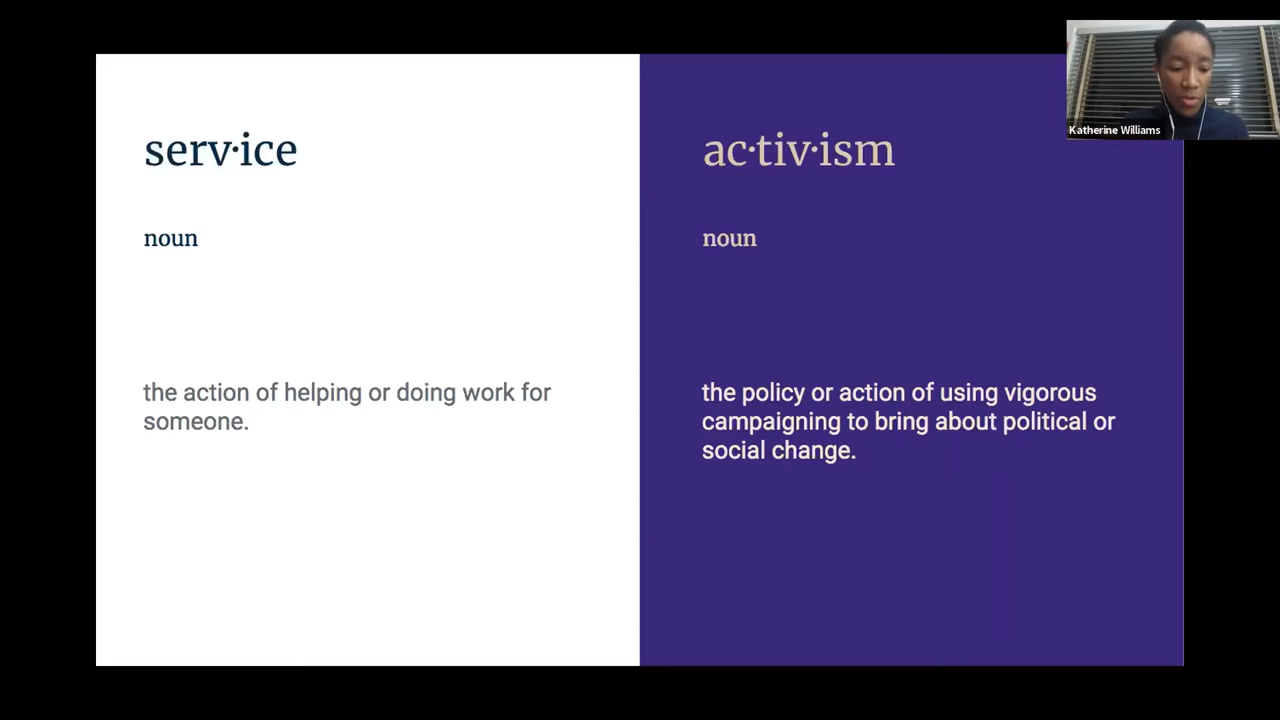 serv·ice
noun
the action of helping or doing work for
someone.
ac·tiv·ism
noun
the policy or action of using vigorous
campaigning to bring about political or
social change.
Katherine Williams